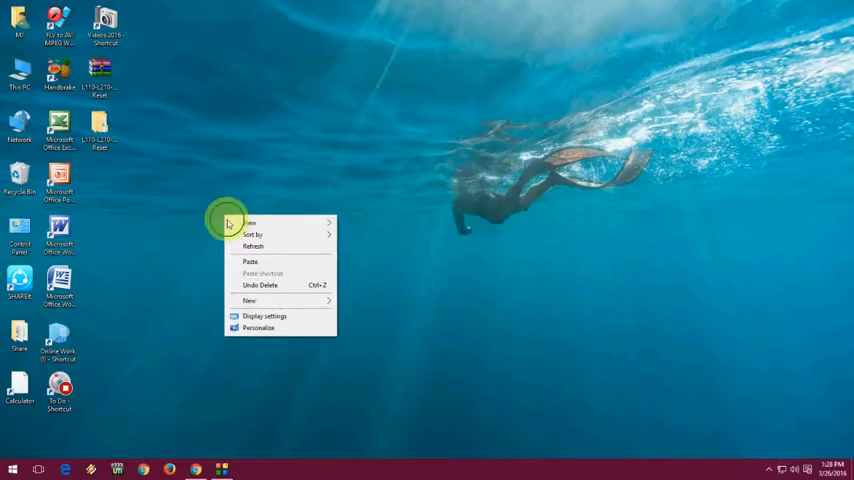 MJ
FLV to AVI
MPEG W...
Videos 2016 -
Shortcut
This PC
Handbrake
L110-L210-...
Reset
Network
Microsoft
Office Exc...
L110-L210-...
Reset
Recycle Bin
Microsoft
Office Po...
Control
Panel
Microsoft
Office Wo...
SHAREit
Microsoft
Office Wo...
Share
Online Work
(I) - Shortcut
Calculator
To Do -
Shortcut
Sort by
Refresh
Paste
Paste shortcut
Undo Delete Ctrl+Z
New
Display settings
Personalize
1:28 PM
3/26/2016